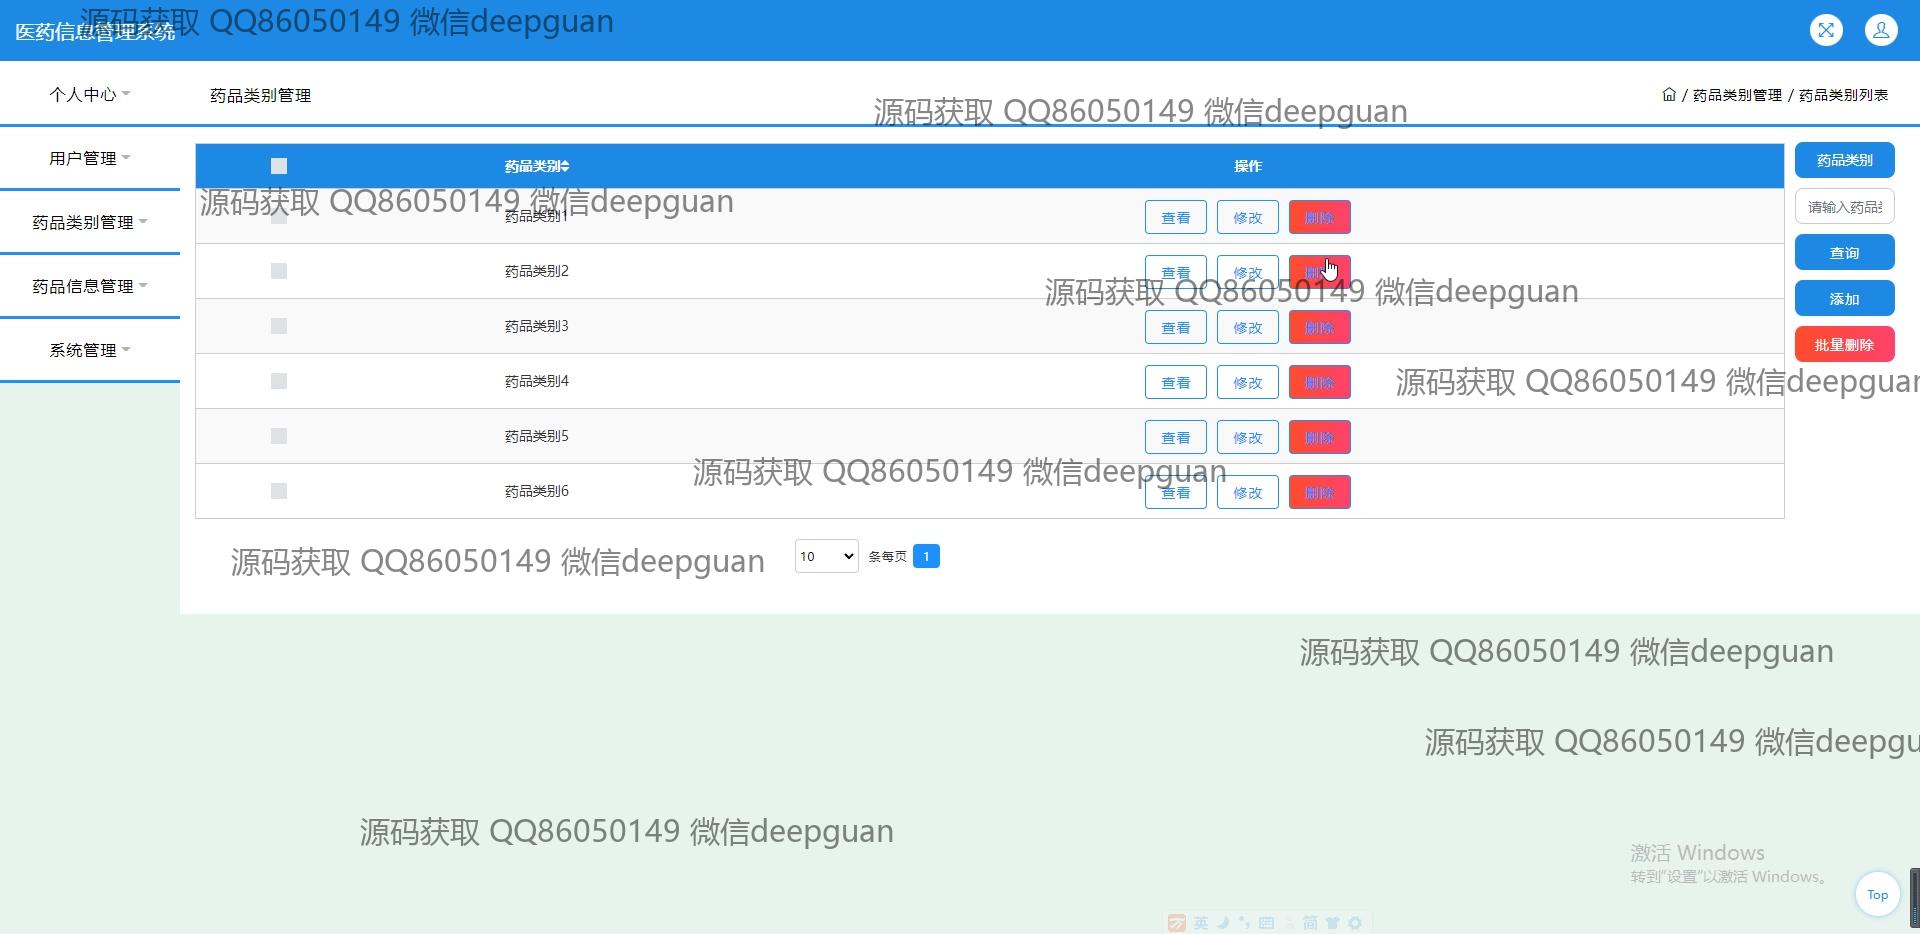 医药信息管理系统
源码获取 QQ86050149 微信deepguan
个人中心
药品类别管理
源码获取 QQ86050149 微信deepguan
/ 药品类别管理 / 药品类别列表
用户管理
药品类别管理
药品信息管理
系统管理
药品类别 操作
源码获取 QQ86050149 微信deepguan
药品类别1 查看 修改 删除
药品类别2 查看 修改 删除
源码获取 QQ86050149 微信deepguan
药品类别3 查看 修改 删除
药品类别4 查看 修改 删除
源码获取 QQ86050149 微信deepguan
药品类别5 查看 修改 删除
源码获取 QQ86050149 微信deepguan
药品类别6 查看 修改 删除
药品类别
请输入药品
查询
添加
批量删除
源码获取 QQ86050149 微信deepguan
10 条每页 1
源码获取 QQ86050149 微信deepguan
源码获取 QQ86050149 微信deepgu
源码获取 QQ86050149 微信deepguan
激活 Windows
转到“设置”以激活 Windows。
Top
英 简